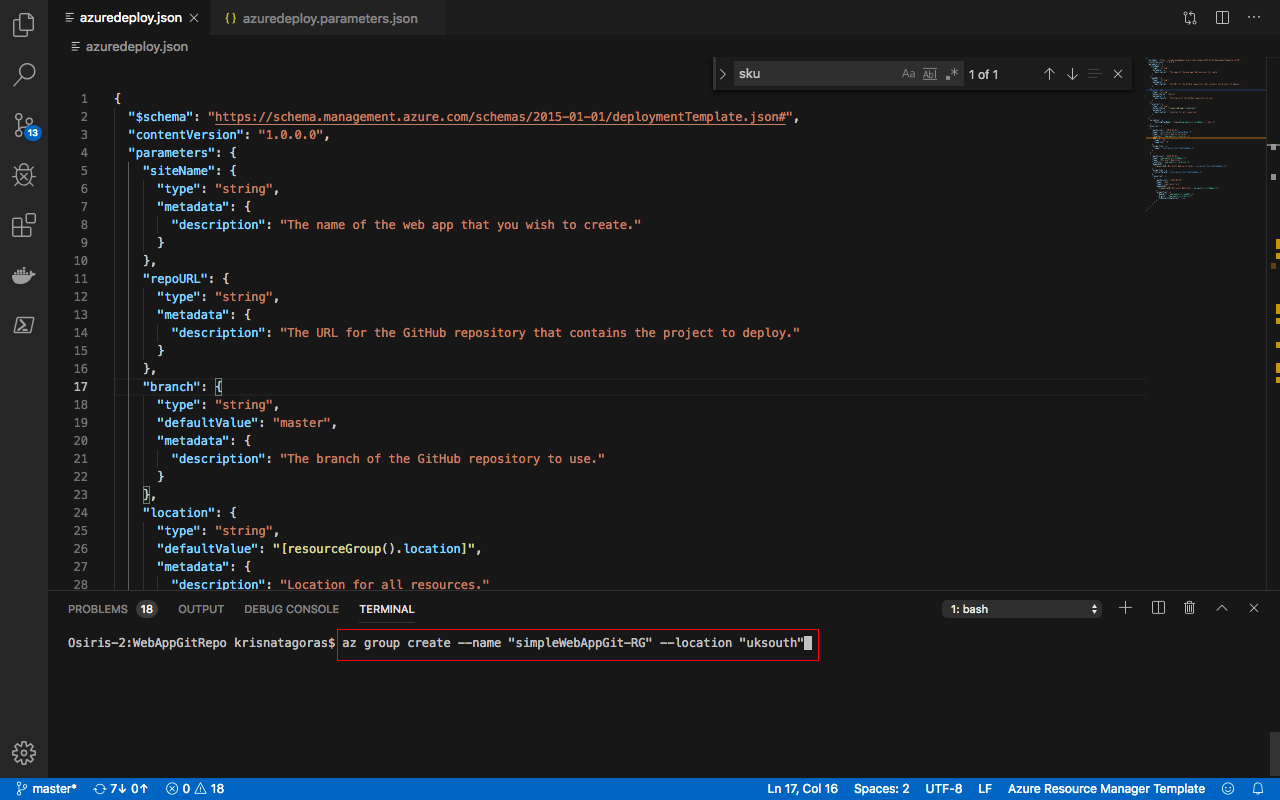 azuredeploy.json
{} azuredeploy.parameters.json
azuredeploy.json
sku Aa Ab| .* 1 of 1
1 {
2 "$schema": "https://schema.management.azure.com/schemas/2015-01-01/deploymentTemplate.json#",
3 "contentVersion": "1.0.0.0",
4 "parameters": {
5 "siteName": {
6 "type": "string",
7 "metadata": {
8 "description": "The name of the web app that you wish to create."
9 }
10 },
11 "repoURL": {
12 "type": "string",
13 "metadata": {
14 "description": "The URL for the GitHub repository that contains the project to deploy."
15 }
16 },
17 "branch": {
18 "type": "string",
19 "defaultValue": "master",
20 "metadata": {
21 "description": "The branch of the GitHub repository to use."
22 }
23 },
24 "location": {
25 "type": "string",
26 "defaultValue": "[resourceGroup().location]",
27 "metadata": {
28 "description": "Location for all resources."
13
PROBLEMS 18 OUTPUT DEBUG CONSOLE TERMINAL 1: bash
Osiris-2:WebAppGitRepo krisnatagoras$ az group create --name "simpleWebAppGit-RG" --location "uksouth"
master* 7↓ 0↑ 0 18 Ln 17, Col 16 Spaces: 2 UTF-8 LF Azure Resource Manager Template